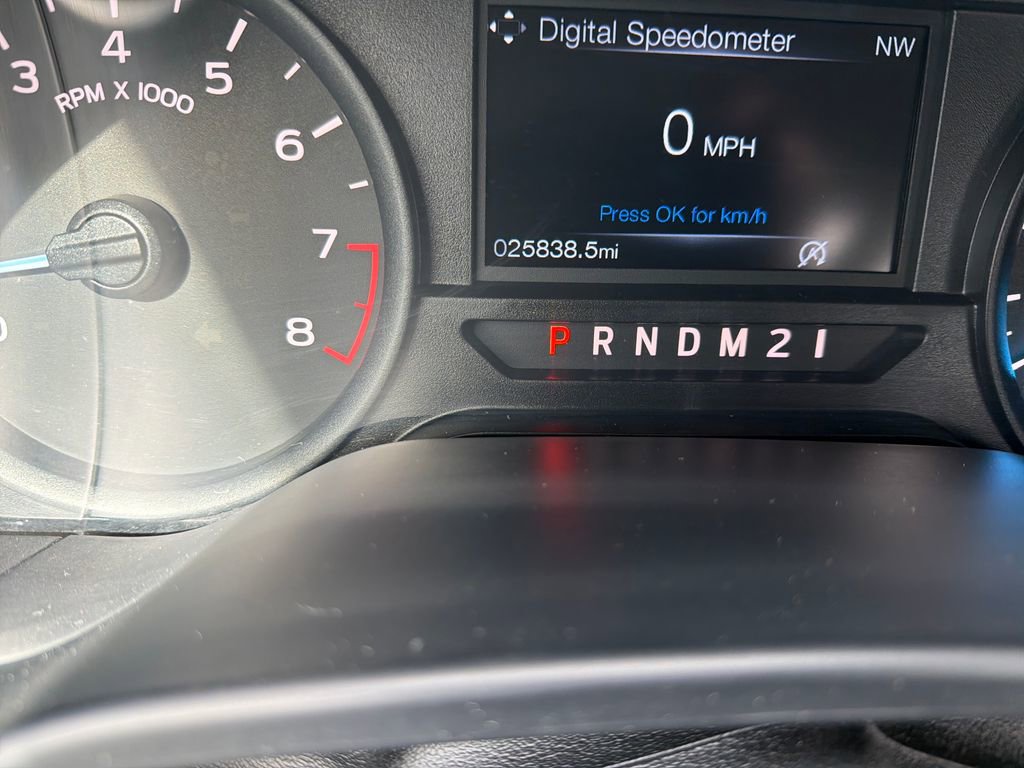 3
4
5
6
7
8
0
RPM X 1000
Digital Speedometer
NW
0 MPH
Press OK for km/h
025838.5mi
P R N D M 2 1